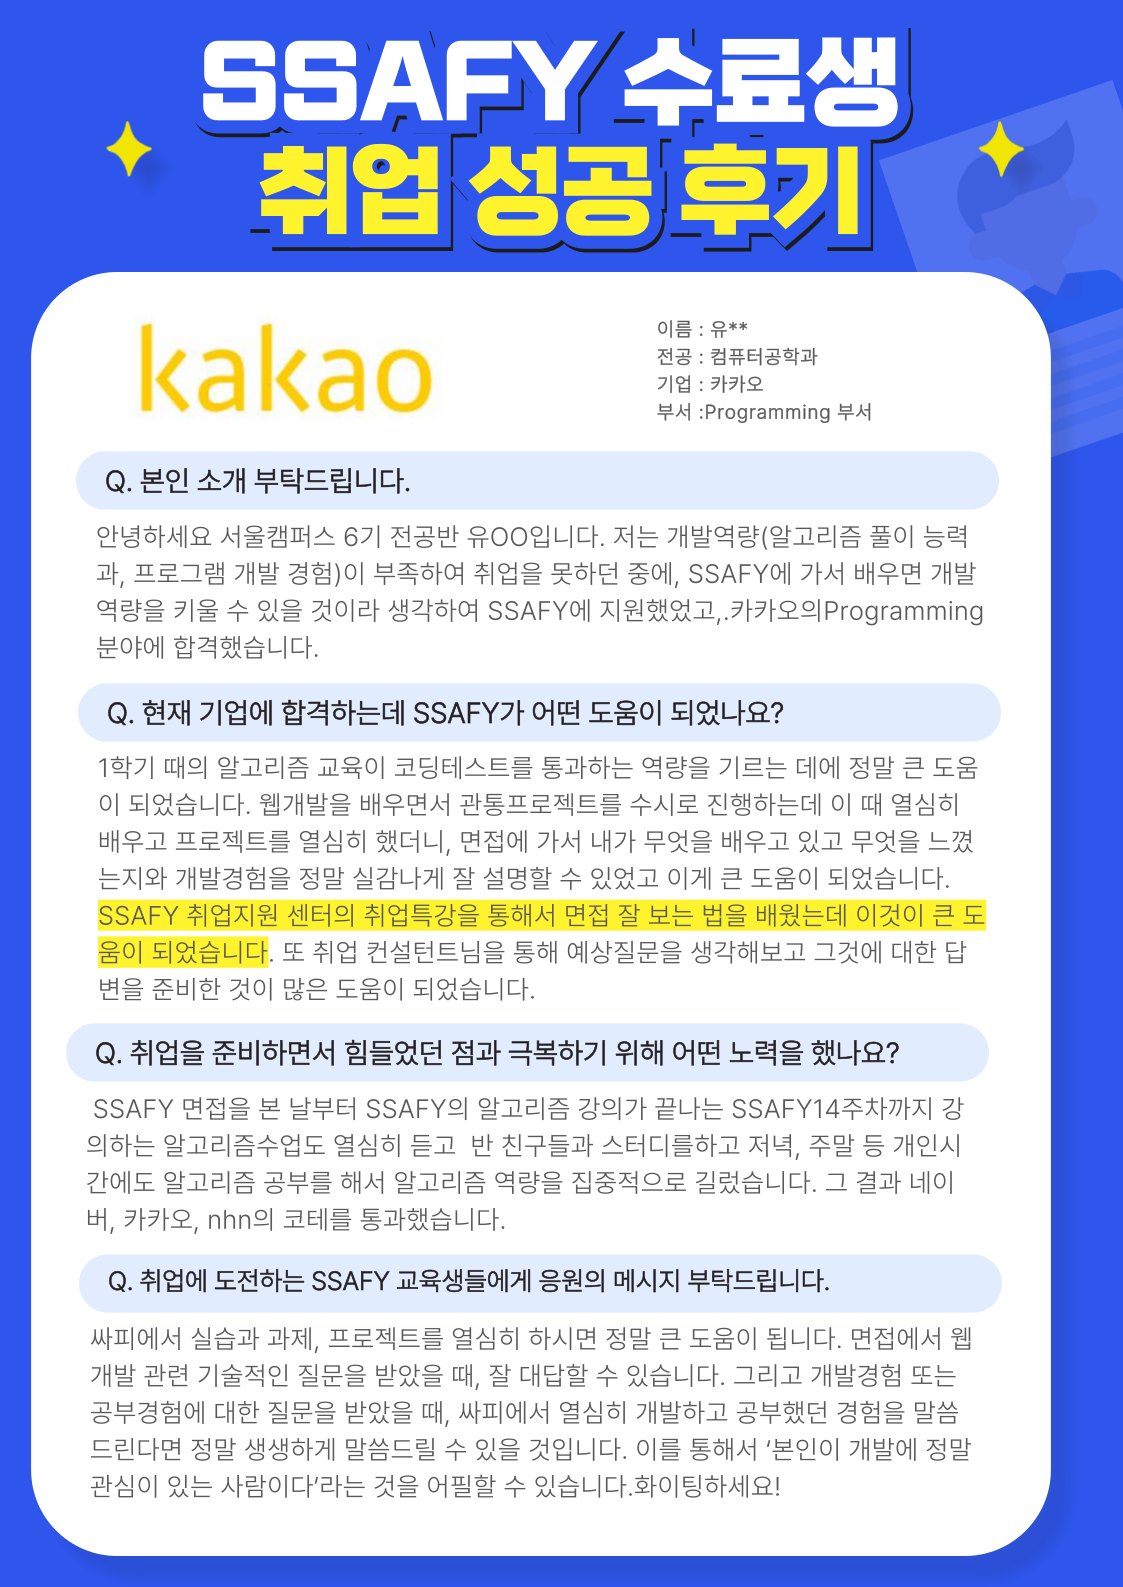 SSAFY 수료생
취업 성공 후기
kakao
이름 : 유**
전공 : 컴퓨터공학과
기업 : 카카오
부서 :Programming 부서
Q. 본인 소개 부탁드립니다.
안녕하세요 서울캠퍼스 6기 전공반 유OO입니다. 저는 개발역량(알고리즘 풀이 능력
과, 프로그램 개발 경험)이 부족하여 취업을 못하던 중에, SSAFY에 가서 배우면 개발
역량을 키울 수 있을 것이라 생각하여 SSAFY에 지원했었고,.카카오의Programming
분야에 합격했습니다.
Q. 현재 기업에 합격하는데 SSAFY가 어떤 도움이 되었나요?
1학기 때의 알고리즘 교육이 코딩테스트를 통과하는 역량을 기르는 데에 정말 큰 도움
이 되었습니다. 웹개발을 배우면서 관통프로젝트를 수시로 진행하는데 이 때 열심히
배우고 프로젝트를 열심히 했더니, 면접에 가서 내가 무엇을 배우고 있고 무엇을 느꼈
는지와 개발경험을 정말 실감나게 잘 설명할 수 있었고 이게 큰 도움이 되었습니다.
SSAFY 취업지원 센터의 취업특강을 통해서 면접 잘 보는 법을 배웠는데 이것이 큰 도
움이 되었습니다. 또 취업 컨설턴트님을 통해 예상질문을 생각해보고 그것에 대한 답
변을 준비한 것이 많은 도움이 되었습니다.
Q. 취업을 준비하면서 힘들었던 점과 극복하기 위해 어떤 노력을 했나요?
SSAFY 면접을 본 날부터 SSAFY의 알고리즘 강의가 끝나는 SSAFY14주차까지 강
의하는 알고리즘수업도 열심히 듣고  반 친구들과 스터디를하고 저녁, 주말 등 개인시
간에도 알고리즘 공부를 해서 알고리즘 역량을 집중적으로 길렀습니다. 그 결과 네이
버, 카카오, nhn의 코테를 통과했습니다.
Q. 취업에 도전하는 SSAFY 교육생들에게 응원의 메시지 부탁드립니다.
싸피에서 실습과 과제, 프로젝트를 열심히 하시면 정말 큰 도움이 됩니다. 면접에서 웹
개발 관련 기술적인 질문을 받았을 때, 잘 대답할 수 있습니다. 그리고 개발경험 또는
공부경험에 대한 질문을 받았을 때, 싸피에서 열심히 개발하고 공부했던 경험을 말씀
드린다면 정말 생생하게 말씀드릴 수 있을 것입니다. 이를 통해서 ‘본인이 개발에 정말
관심이 있는 사람이다’라는 것을 어필할 수 있습니다.화이팅하세요!